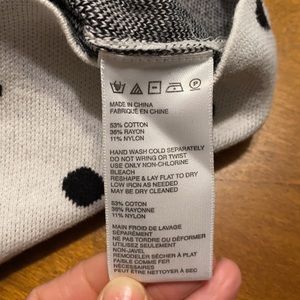 MADE IN CHINA
FABRIQUÉ EN CHINE
53% COTTON
36% RAYON
11% NYLON
HAND WASH COLD SEPARATELY
DO NOT WRING OR TWIST
USE ONLY NON-CHLORINE
BLEACH
RESHAPE & LAY FLAT TO DRY
LOW IRON AS NEEDED
MAY BE DRY CLEANED
53% COTON
36% RAYONNE
11% NYLON
MAIN FROID DE LAVAGE
SÉPARÉMENT
NE PAS TORDRE OU DÉFORMER
UTILISEZ SEULEMENT
NON-JAVEL
REMODELER SÉCHER À PLAT
FAIBLE COMME FER
NÉCESSAIRES
PEUT ÊTRE NETTOYER À SEC